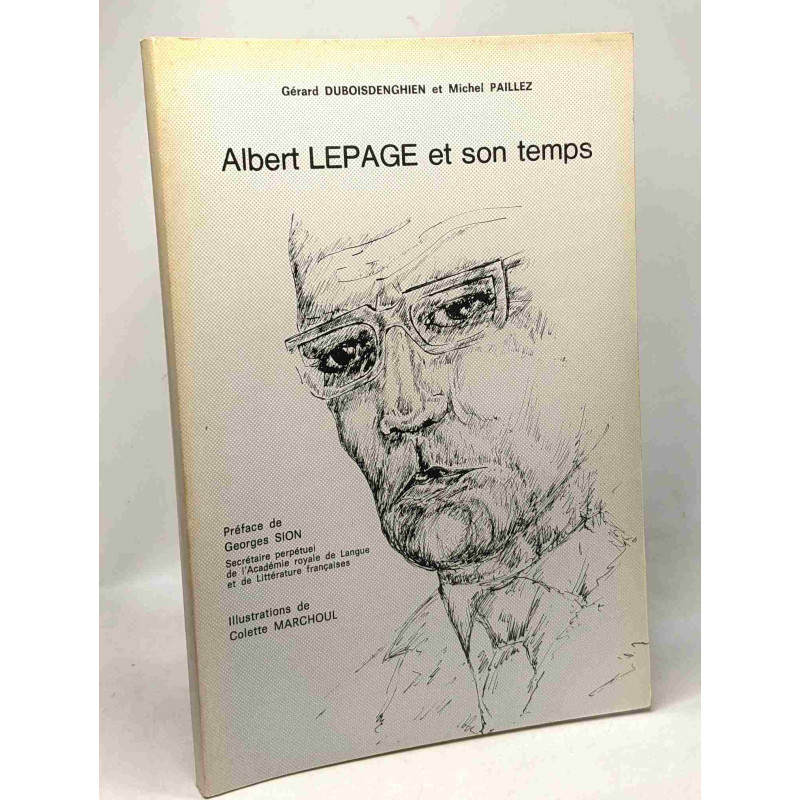 Gérard DUBOISDENGHIEN et Michel PAILLEZ
Albert LEPAGE et son temps
Préface de
Georges SION
Secrétaire perpétuel
de l'Académie royale de Langue
et de Littérature françaises
Illustrations de
Colette MARCHOUL